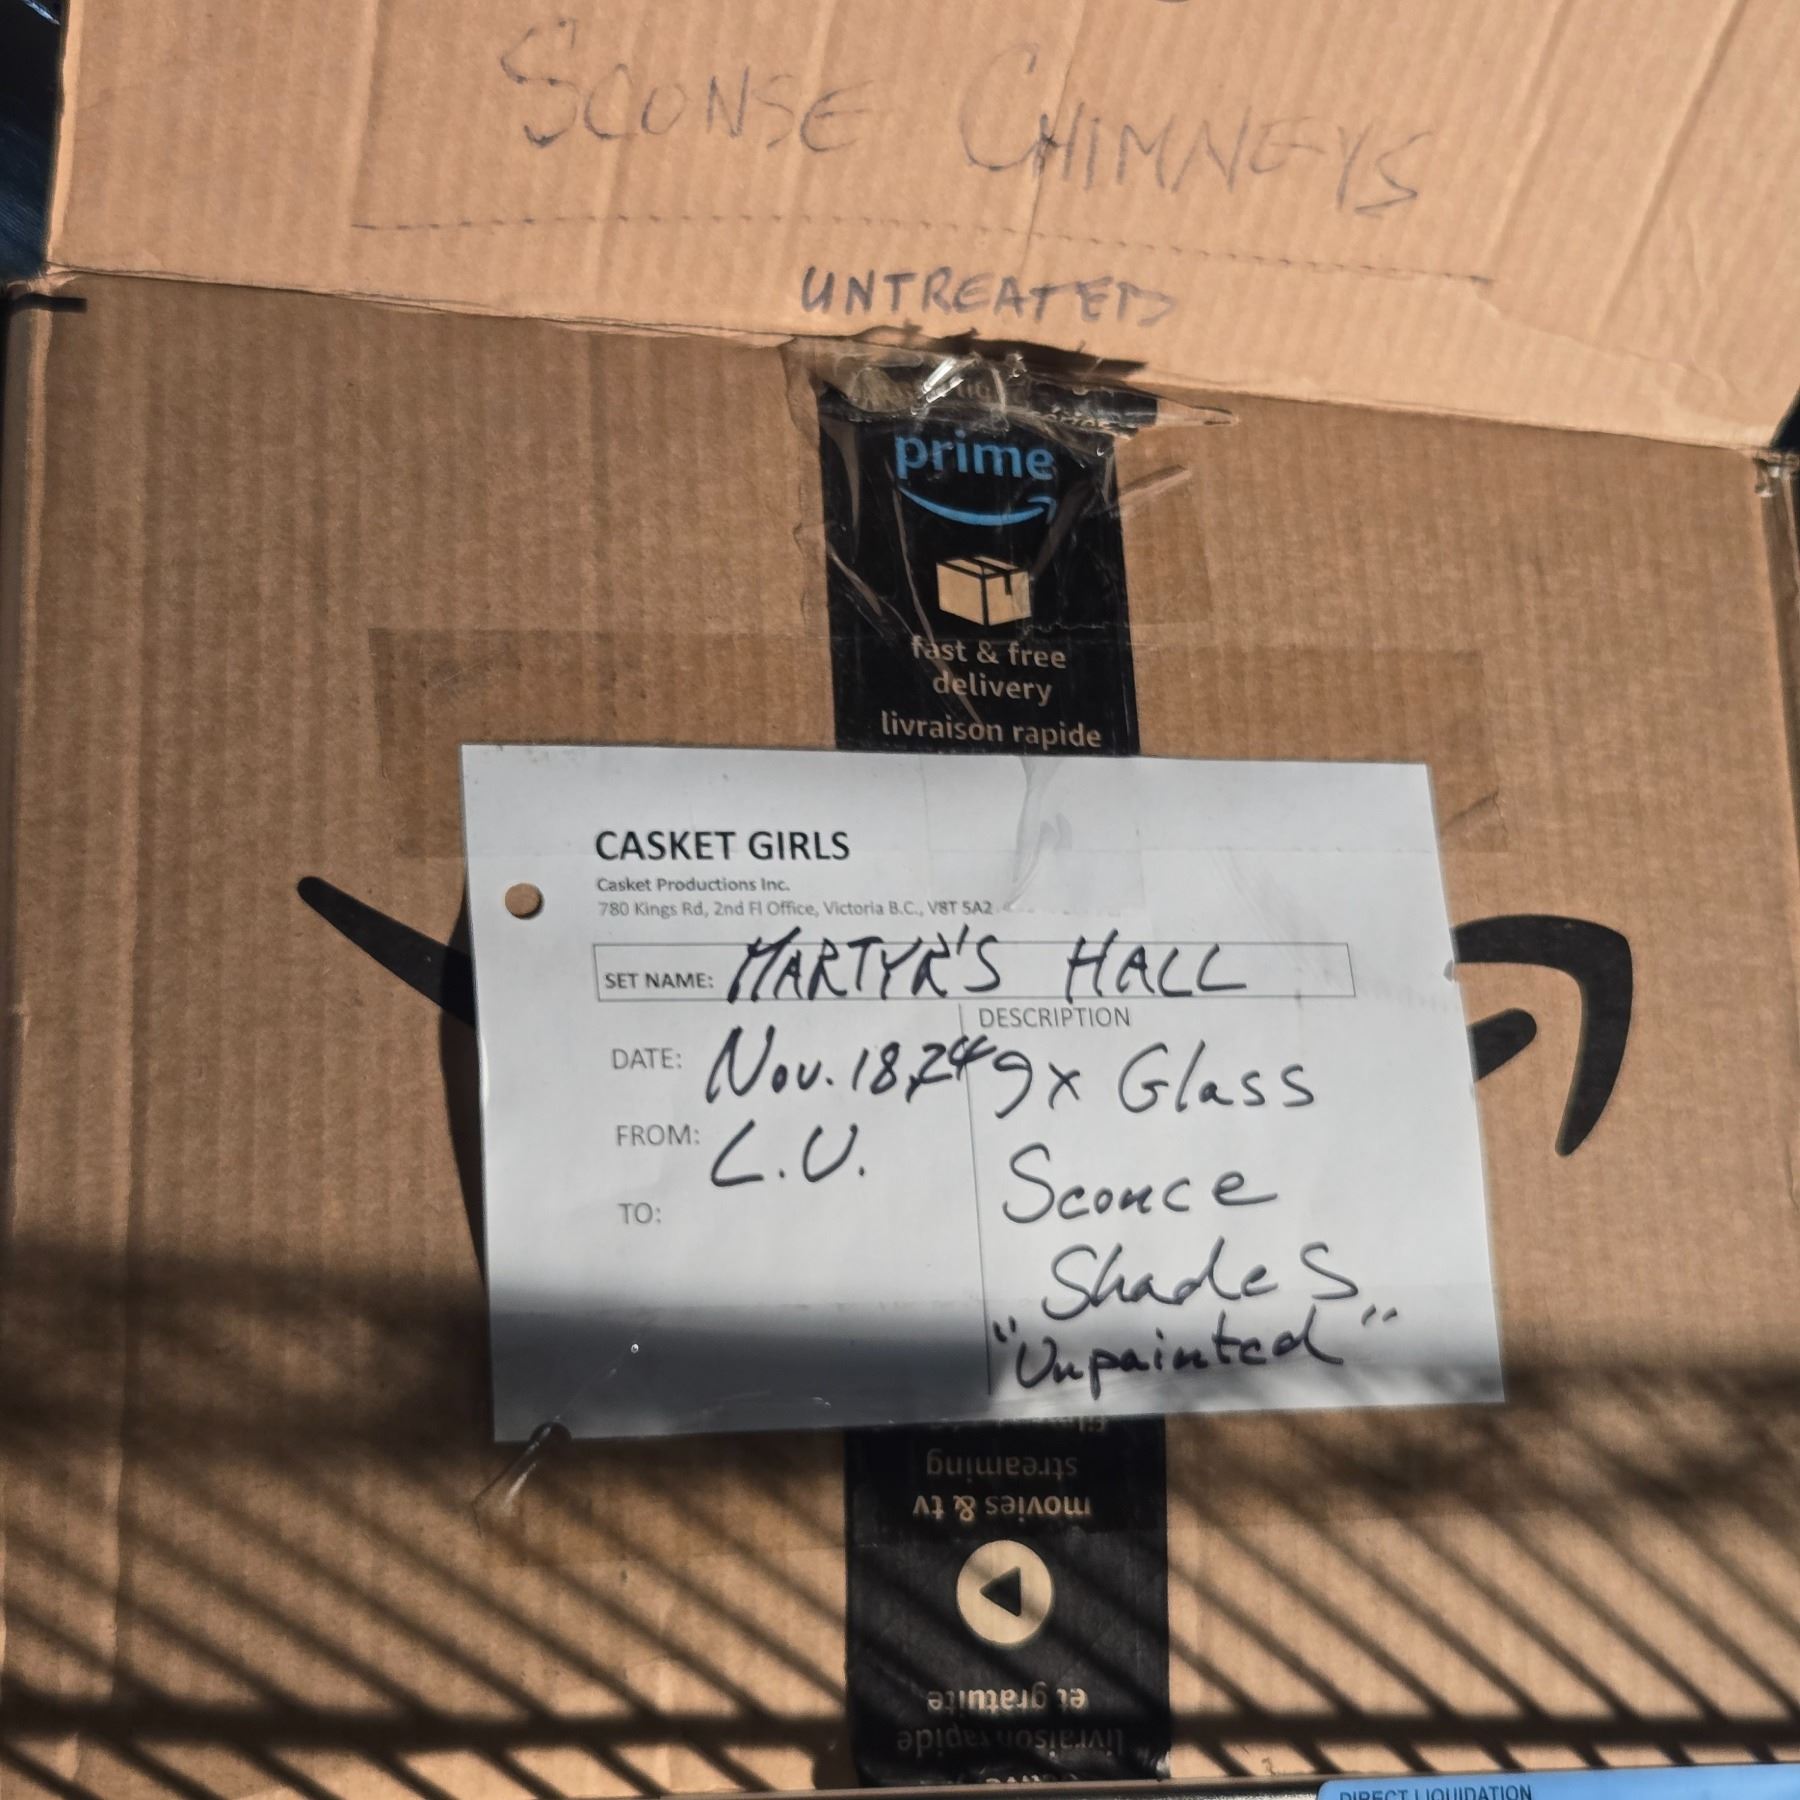 SCONSE CHIMNEYS
UNTREATED
prime
fast & free
delivery
livraison rapide
CASKET GIRLS
Casket Productions Inc.
780 Kings Rd, 2nd Fl Office, Victoria B.C., V8T 5A2
SET NAME: MARTYR'S HALL
DESCRIPTION
DATE: Nov. 18, 24
9x Glass
FROM: L.U.
Sconce
TO:
Shades
"Unpainted"
streaming
movies & tv
et gratuite
livraison rapide
DIRECT LIQUIDATION